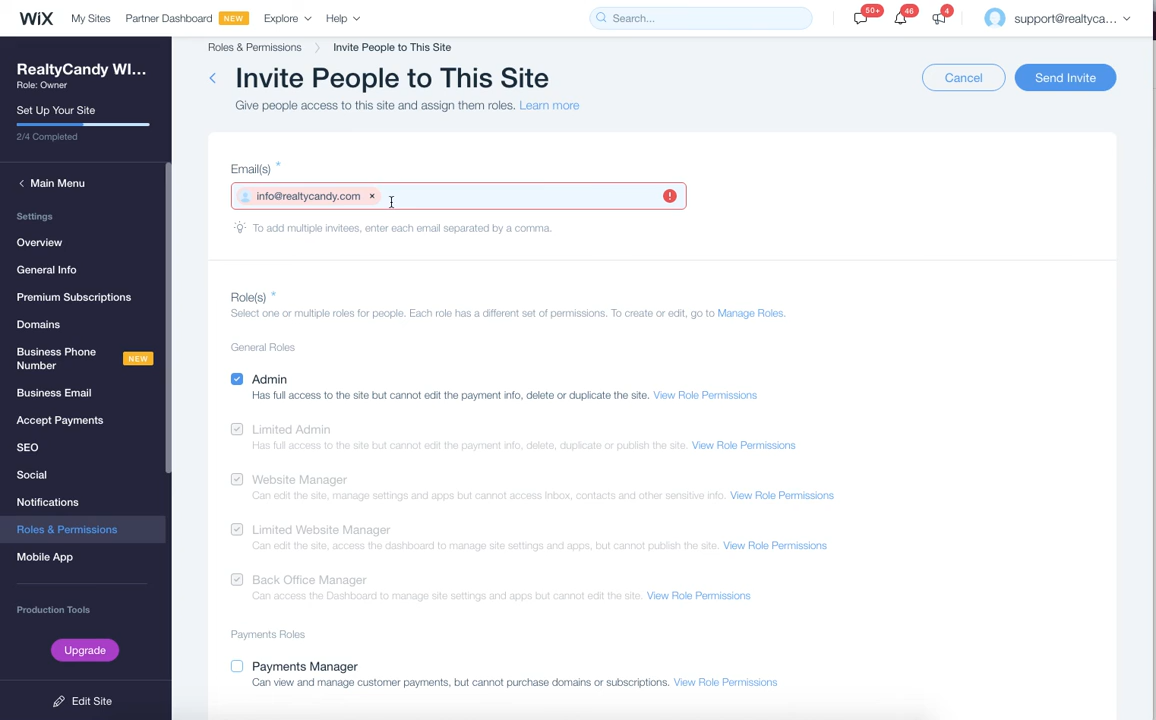 WiX My Sites Partner Dashboard NEW Explore Help Search... 50+ 46 4 support@realtyca...
RealtyCandy WI...
Role: Owner
Set Up Your Site
2/4 Completed
Main Menu
Settings
Overview
General Info
Premium Subscriptions
Domains
Business Phone
Number NEW
Business Email
Accept Payments
SEO
Social
Notifications
Roles & Permissions
Mobile App
Production Tools
Upgrade
Edit Site
Roles & Permissions Invite People to This Site
Invite People to This Site
Cancel Send Invite
Give people access to this site and assign them roles. Learn more
Email(s) *
info@realtycandy.com ×
To add multiple invitees, enter each email separated by a comma.
Role(s) *
Select one or multiple roles for people. Each role has a different set of permissions. To create or edit, go to Manage Roles.
General Roles
Admin
Has full access to the site but cannot edit the payment info, delete or duplicate the site. View Role Permissions
Limited Admin
Has full access to the site but cannot edit the payment info, delete, duplicate or publish the site. View Role Permissions
Website Manager
Can edit the site, manage settings and apps but cannot access Inbox, contacts and other sensitive info. View Role Permissions
Limited Website Manager
Can edit the site, access the dashboard to manage site settings and apps, but cannot publish the site. View Role Permissions
Back Office Manager
Can access the Dashboard to manage site settings and apps but cannot edit the site. View Role Permissions
Payments Roles
Payments Manager
Can view and manage customer payments, but cannot purchase domains or subscriptions. View Role Permissions